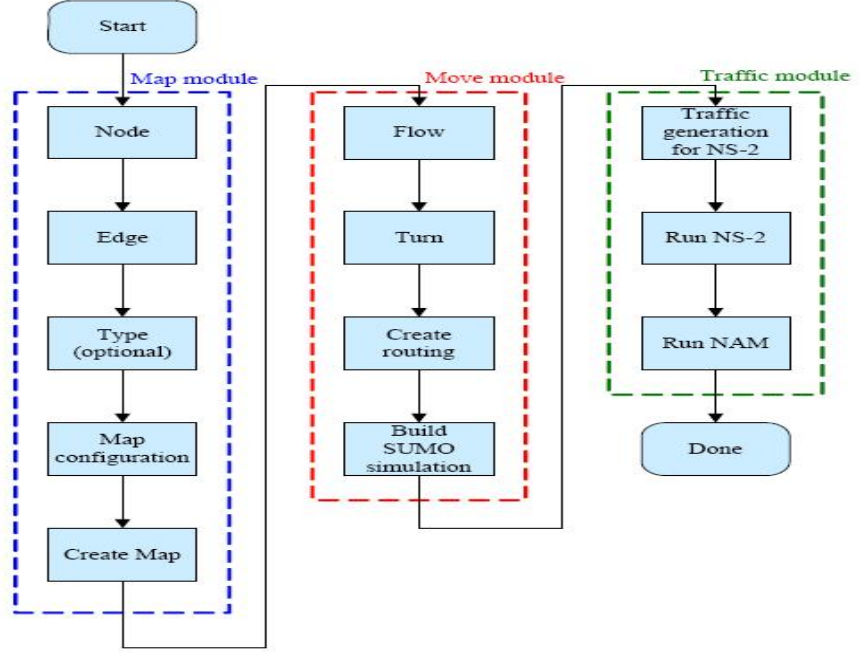 Start
Map module
Node
Edge
Type
(optional)
Map
configuration
Create Map
Move module
Flow
Turn
Create
routing
Build
SUMO
simulation
Traffic module
Traffic
generation
for NS-2
Run NS-2
Run NAM
Done